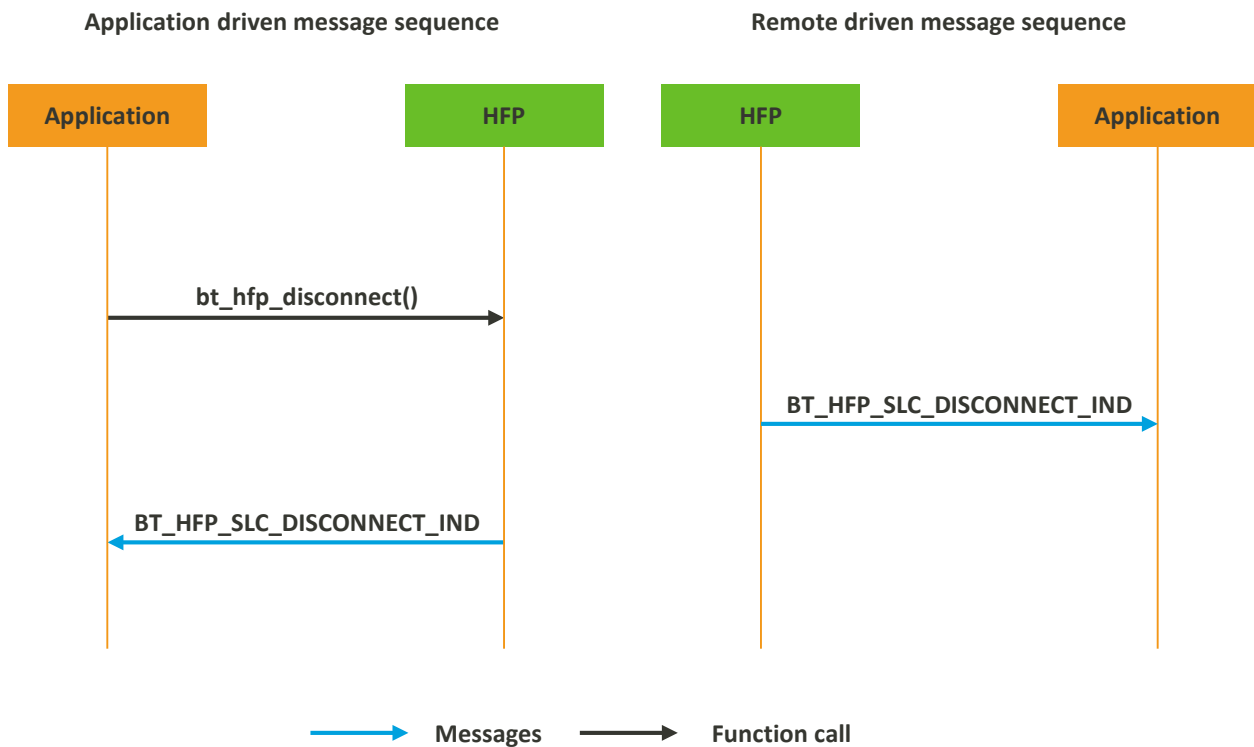 Application driven message sequence
Remote driven message sequence
Application
HFP
HFP
Application
bt_hfp_disconnect()
BT_HFP_SLC_DISCONNECT_IND
BT_HFP_SLC_DISCONNECT_IND
Messages
Function call